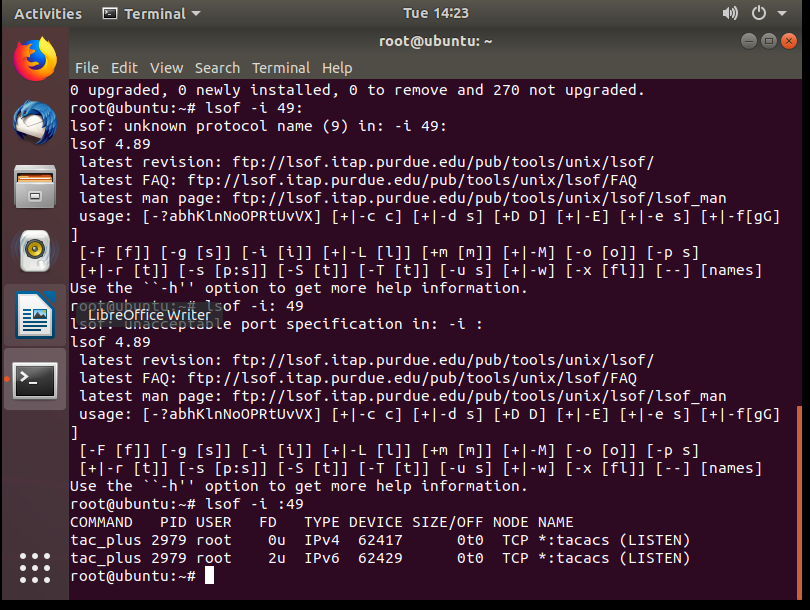 Activities Terminal Tue 14:23
root@ubuntu: ~
File Edit View Search Terminal Help
0 upgraded, 0 newly installed, 0 to remove and 270 not upgraded.
root@ubuntu:~# lsof -i 49:
lsof: unknown protocol name (9) in: -i 49:
lsof 4.89
 latest revision: ftp://lsof.itap.purdue.edu/pub/tools/unix/lsof/
 latest FAQ: ftp://lsof.itap.purdue.edu/pub/tools/unix/lsof/FAQ
 latest man page: ftp://lsof.itap.purdue.edu/pub/tools/unix/lsof/lsof_man
 usage: [-?abhKlnNoOPRtUvVX] [+|-c c] [+|-d s] [+D D] [+|-E] [+|-e s] [+|-f[gG]
]
 [-F [f]] [-g [s]] [-i [i]] [+|-L [l]] [+m [m]] [+|-M] [-o [o]] [-p s]
 [+|-r [t]] [-s [p:s]] [-S [t]] [-T [t]] [-u s] [+|-w] [-x [fl]] [--] [names]
Use the ``-h'' option to get more help information.
root@ubuntu:~# lsof -i: 49
LibreOffice Writer
lsof: unacceptable port specification in: -i :
lsof 4.89
 latest revision: ftp://lsof.itap.purdue.edu/pub/tools/unix/lsof/
 latest FAQ: ftp://lsof.itap.purdue.edu/pub/tools/unix/lsof/FAQ
 latest man page: ftp://lsof.itap.purdue.edu/pub/tools/unix/lsof/lsof_man
 usage: [-?abhKlnNoOPRtUvVX] [+|-c c] [+|-d s] [+D D] [+|-E] [+|-e s] [+|-f[gG]
]
 [-F [f]] [-g [s]] [-i [i]] [+|-L [l]] [+m [m]] [+|-M] [-o [o]] [-p s]
 [+|-r [t]] [-s [p:s]] [-S [t]] [-T [t]] [-u s] [+|-w] [-x [fl]] [--] [names]
Use the ``-h'' option to get more help information.
root@ubuntu:~# lsof -i :49
COMMAND PID USER FD TYPE DEVICE SIZE/OFF NODE NAME
tac_plus 2979 root 0u IPv4 62417 0t0 TCP *:tacacs (LISTEN)
tac_plus 2979 root 2u IPv6 62429 0t0 TCP *:tacacs (LISTEN)
root@ubuntu:~#